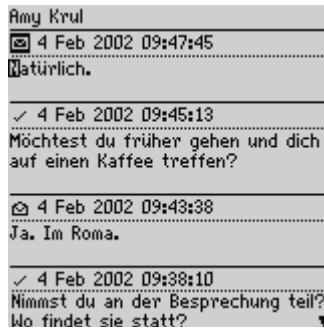 Amy Krul
4 Feb 2002 09:47:45
Natürlich.
4 Feb 2002 09:45:13
Möchtest du früher gehen und dich
auf einen Kaffee treffen?
4 Feb 2002 09:43:38
Ja. Im Roma.
4 Feb 2002 09:38:10
Nimmst du an der Besprechung teil?
Wo findet sie statt?